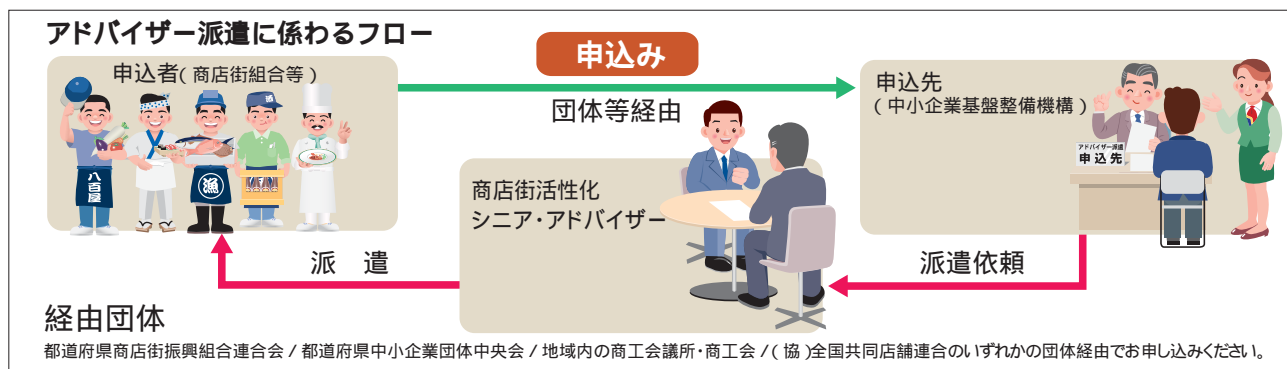 アドバイザー派遣に係わるフロー
申込者(商店街組合等)
申込み
団体等経由
申込先
(中小企業基盤整備機構)
アドバイザー派遣
申込先
八百屋
漁
商店街活性化
シニア・アドバイザー
派　遣
派遣依頼
経由団体
都道府県商店街振興組合連合会/都道府県中小企業団体中央会/地域内の商工会議所・商工会/(協)全国共同店舗連合のいずれかの団体経由でお申し込みください。